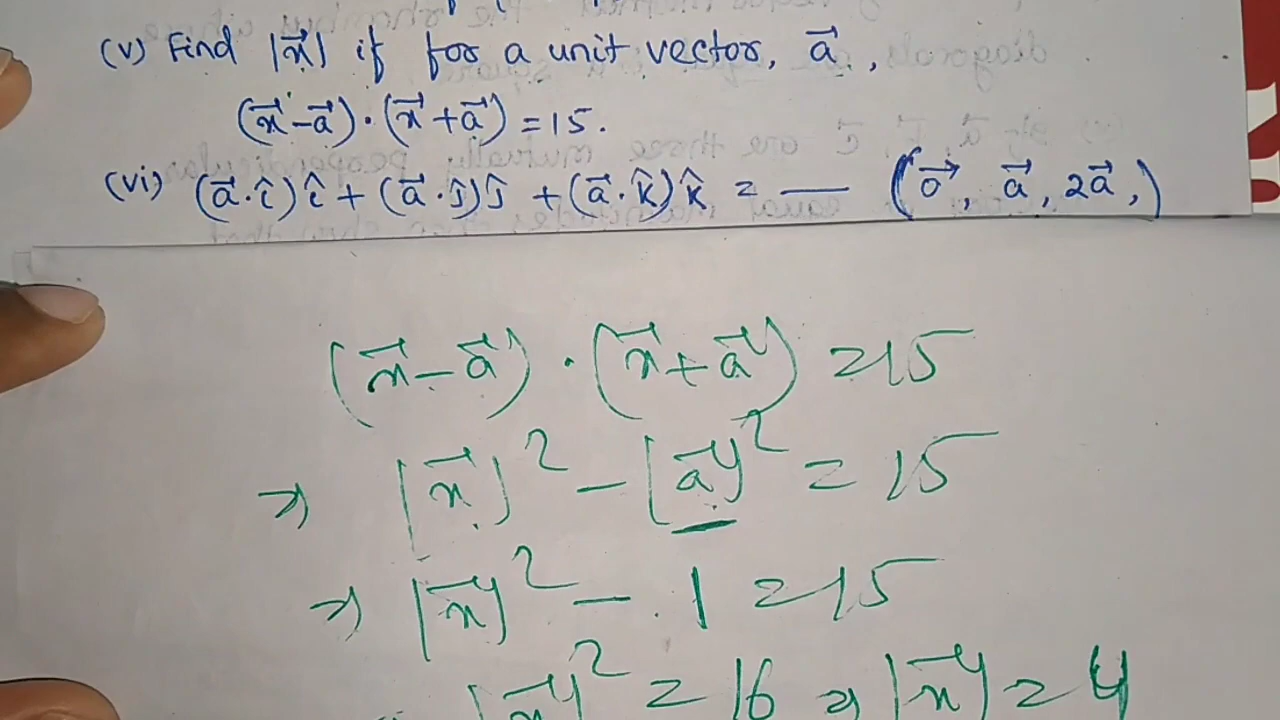 (v) Find |x⃗| if for a unit vector, a⃗,
(x⃗-a⃗)·(x⃗+a⃗)=15.
(vi) (a⃗·î)î+(a⃗·ĵ)ĵ+(a⃗·k̂)k̂ = — (0⃗, a⃗, 2a⃗,)
(x⃗-a⃗)·(x⃗+a⃗)=15
⇒ |x⃗|²-|a⃗|²=15
⇒ |x⃗|²-1=15
|x⃗|²=16 ⇒ |x⃗|=4